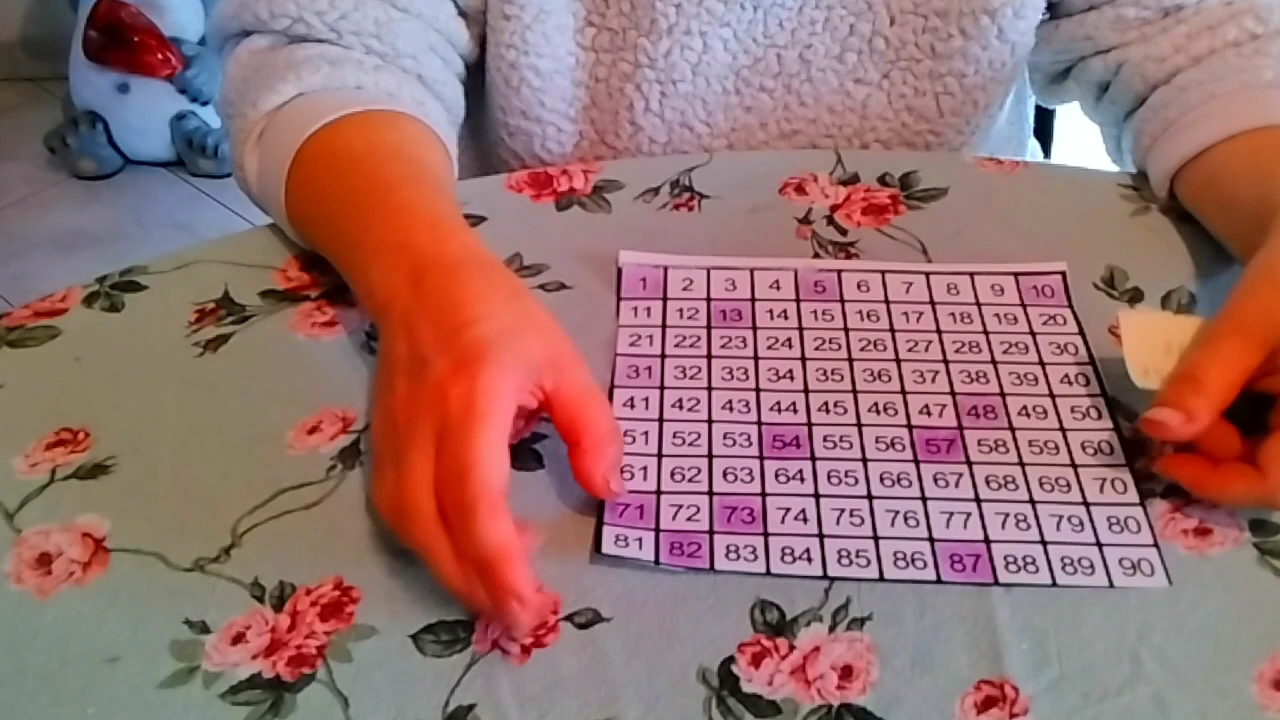 1 2 3 4 5 6 7 8 9 10
11 12 13 14 15 16 17 18 19 20
21 22 23 24 25 26 27 28 29 30
31 32 33 34 35 36 37 38 39 40
41 42 43 44 45 46 47 48 49 50
51 52 53 54 55 56 57 58 59 60
61 62 63 64 65 66 67 68 69 70
71 72 73 74 75 76 77 78 79 80
81 82 83 84 85 86 87 88 89 90